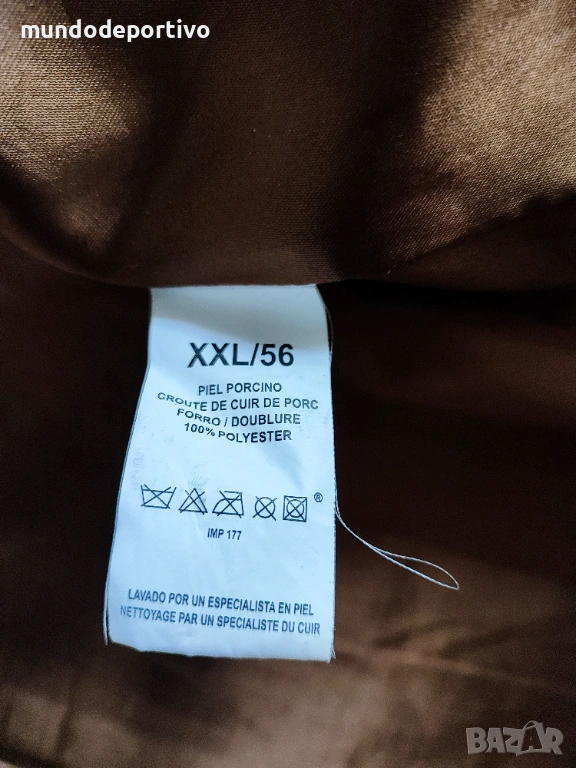 mundodeportivo
XXL/56
PIEL PORCINO
CROUTE DE CUIR DE PORC
FORRO / DOUBLURE
100% POLYESTER
®
IMP 177
LAVADO POR UN ESPECIALISTA EN PIEL
NETTOYAGE PAR UN SPECIALISTE DU CUIR
BAZAR